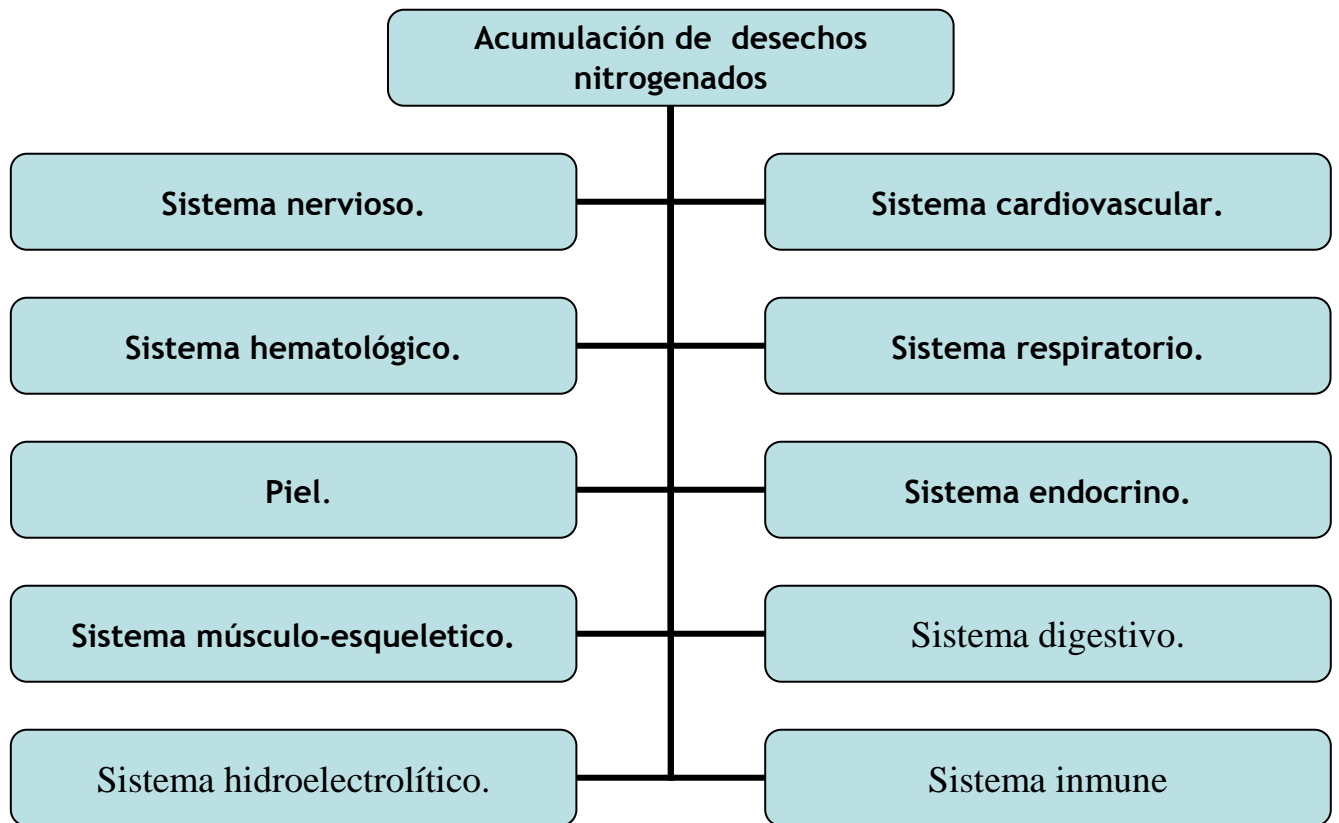 Acumulación de desechos
nitrogenados
Sistema nervioso.
Sistema cardiovascular.
Sistema hematológico.
Sistema respiratorio.
Piel.
Sistema endocrino.
Sistema músculo-esqueletico.
Sistema digestivo.
Sistema hidroelectrolítico.
Sistema inmune